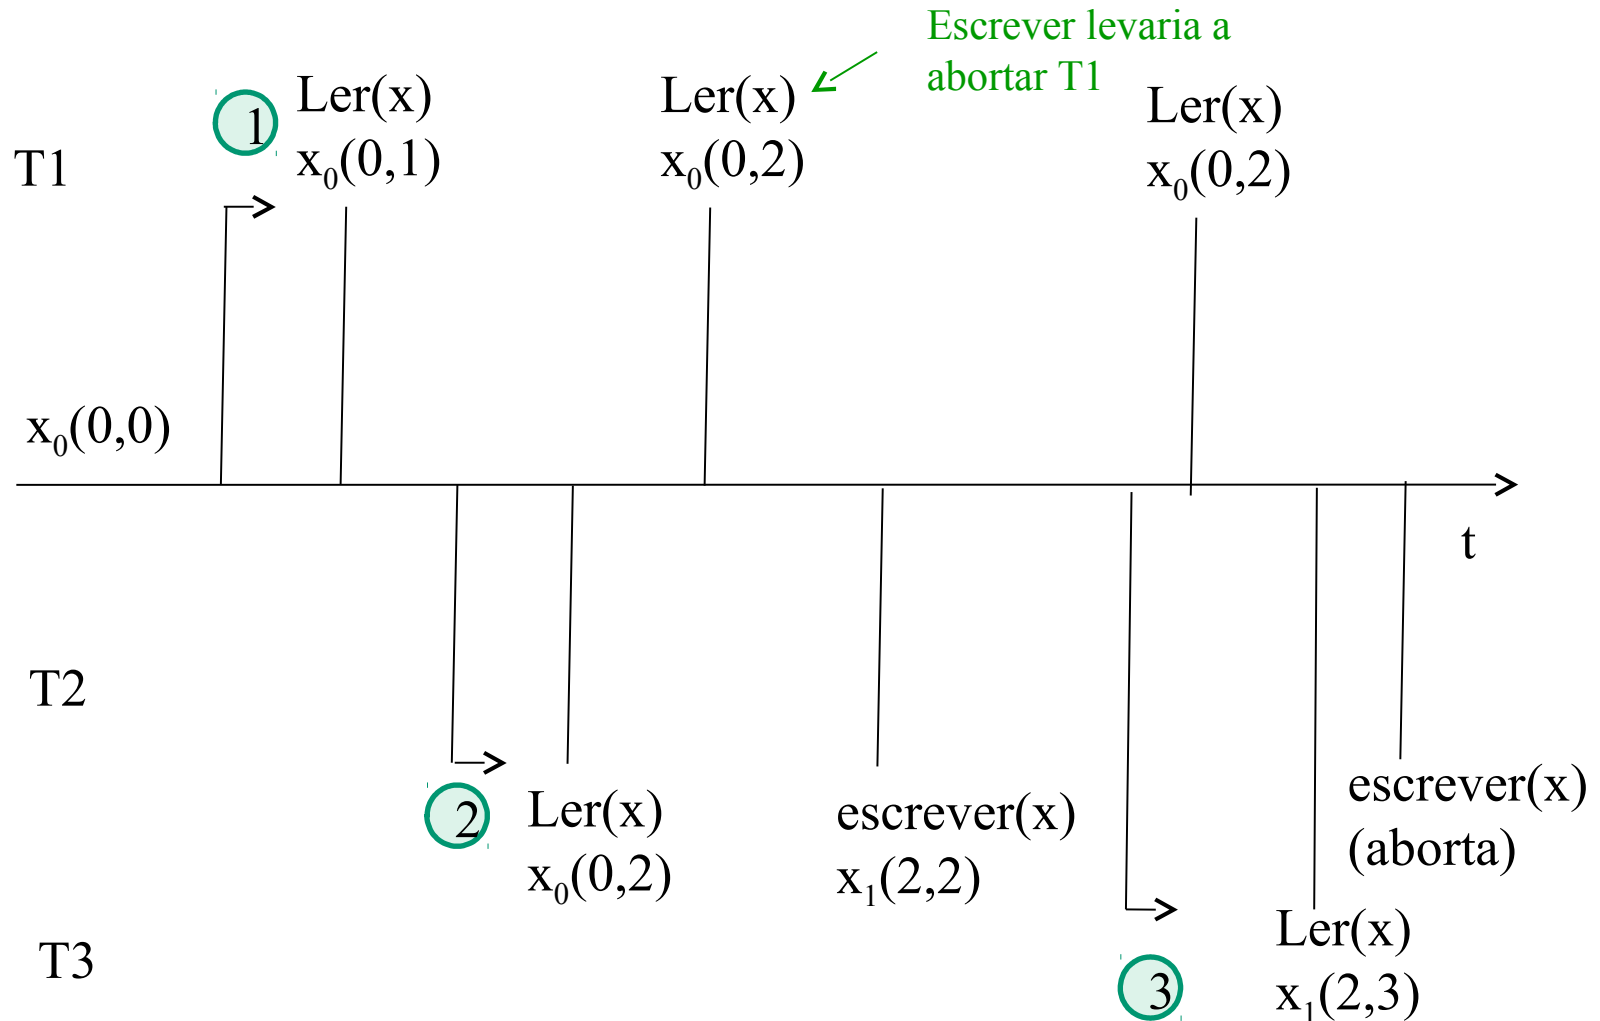 Escrever levaria a
abortar T1
1
Ler(x)
x₀(0,1)
Ler(x)
x₀(0,2)
Ler(x)
x₀(0,2)
T1
x₀(0,0)
t
T2
2
Ler(x)
x₀(0,2)
escrever(x)
x₁(2,2)
escrever(x)
(aborta)
T3
3
Ler(x)
x₁(2,3)